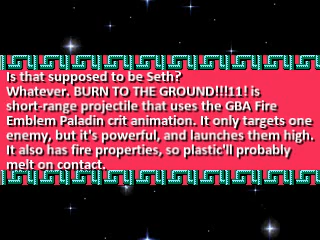 Is that supposed to be Seth?
Whatever. BURN TO THE GROUND!!!11! is
short-range projectile that uses the GBA Fire
Emblem Paladin crit animation. It only targets one
enemy, but it's powerful, and launches them high.
It also has fire properties, so plastic'll probably
melt on contact.